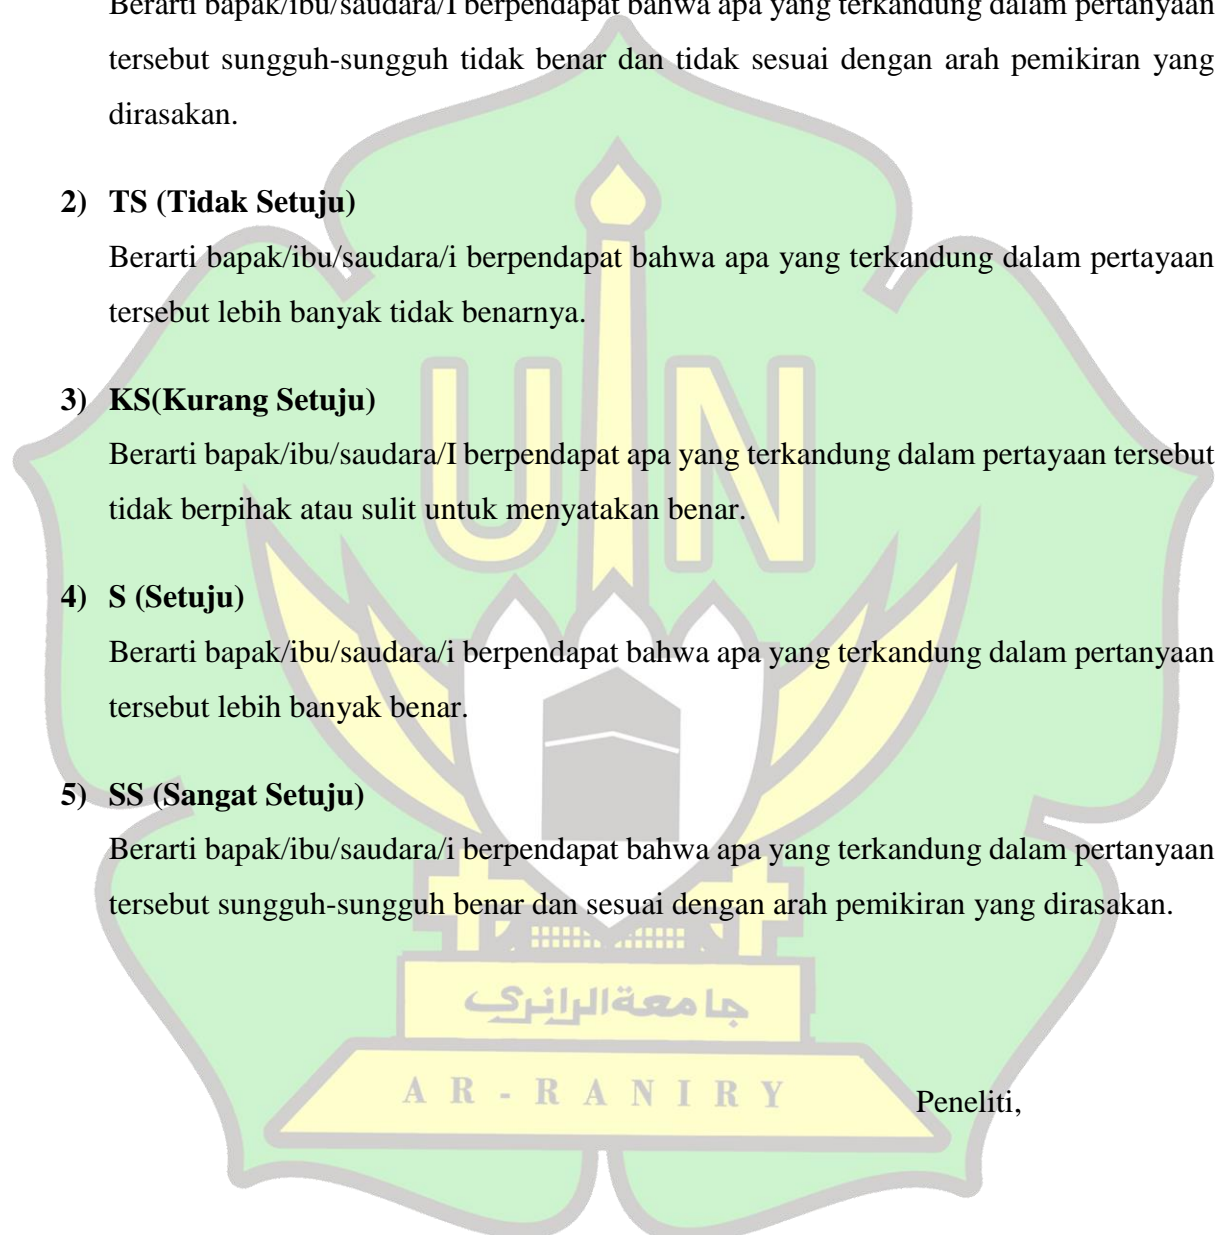 Berarti bapak/ibu/saudara/I berpendapat bahwa apa yang terkandung dalam pertanyaan
tersebut sungguh-sungguh tidak benar dan tidak sesuai dengan arah pemikiran yang
dirasakan.
2) TS (Tidak Setuju)
Berarti bapak/ibu/saudara/i berpendapat bahwa apa yang terkandung dalam pertayaan
tersebut lebih banyak tidak benarnya.
3) KS(Kurang Setuju)
Berarti bapak/ibu/saudara/I berpendapat apa yang terkandung dalam pertayaan tersebut
tidak berpihak atau sulit untuk menyatakan benar.
4) S (Setuju)
Berarti bapak/ibu/saudara/i berpendapat bahwa apa yang terkandung dalam pertanyaan
tersebut lebih banyak benar.
5) SS (Sangat Setuju)
Berarti bapak/ibu/saudara/i berpendapat bahwa apa yang terkandung dalam pertanyaan
tersebut sungguh-sungguh benar dan sesuai dengan arah pemikiran yang dirasakan.
UIN
جامعةالرانري
AR-RANIRY
Peneliti,